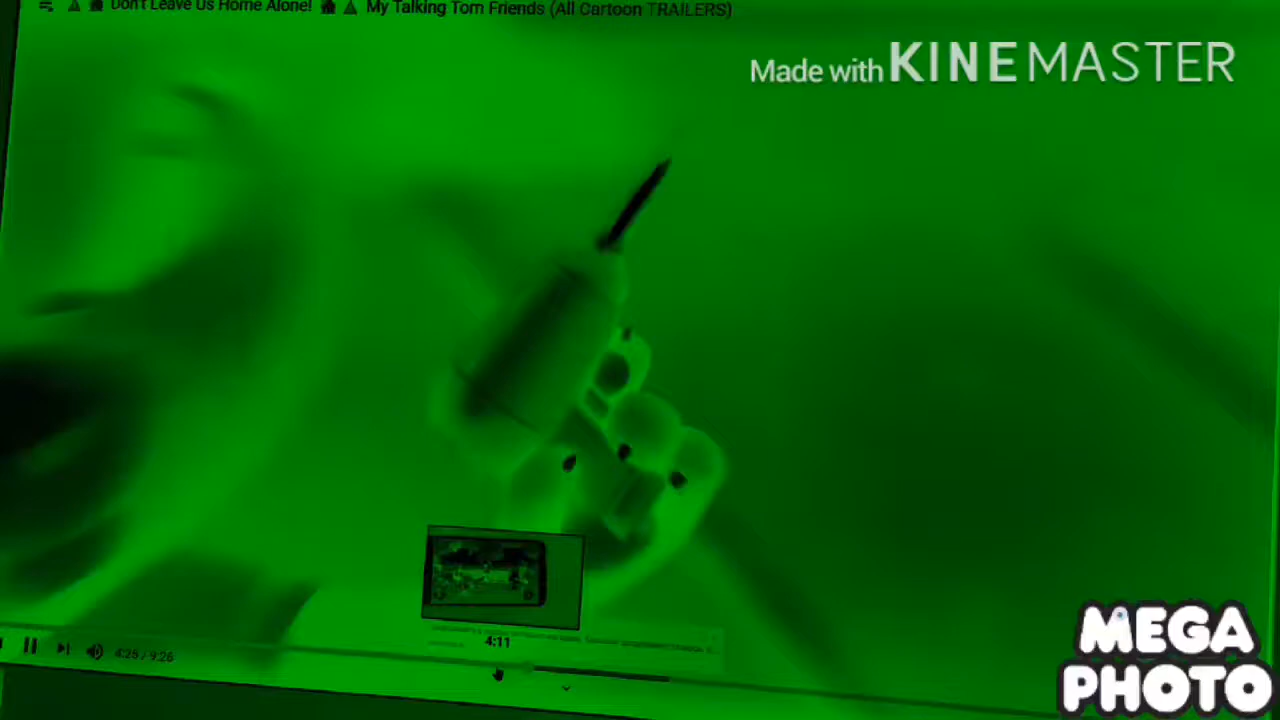 Don't Leave Us Home Alone! My Talking Tom Friends (All Cartoon TRAILERS)
Made with KINEMASTER
4:11
4:25 / 9:26
MEGA
PHOTO